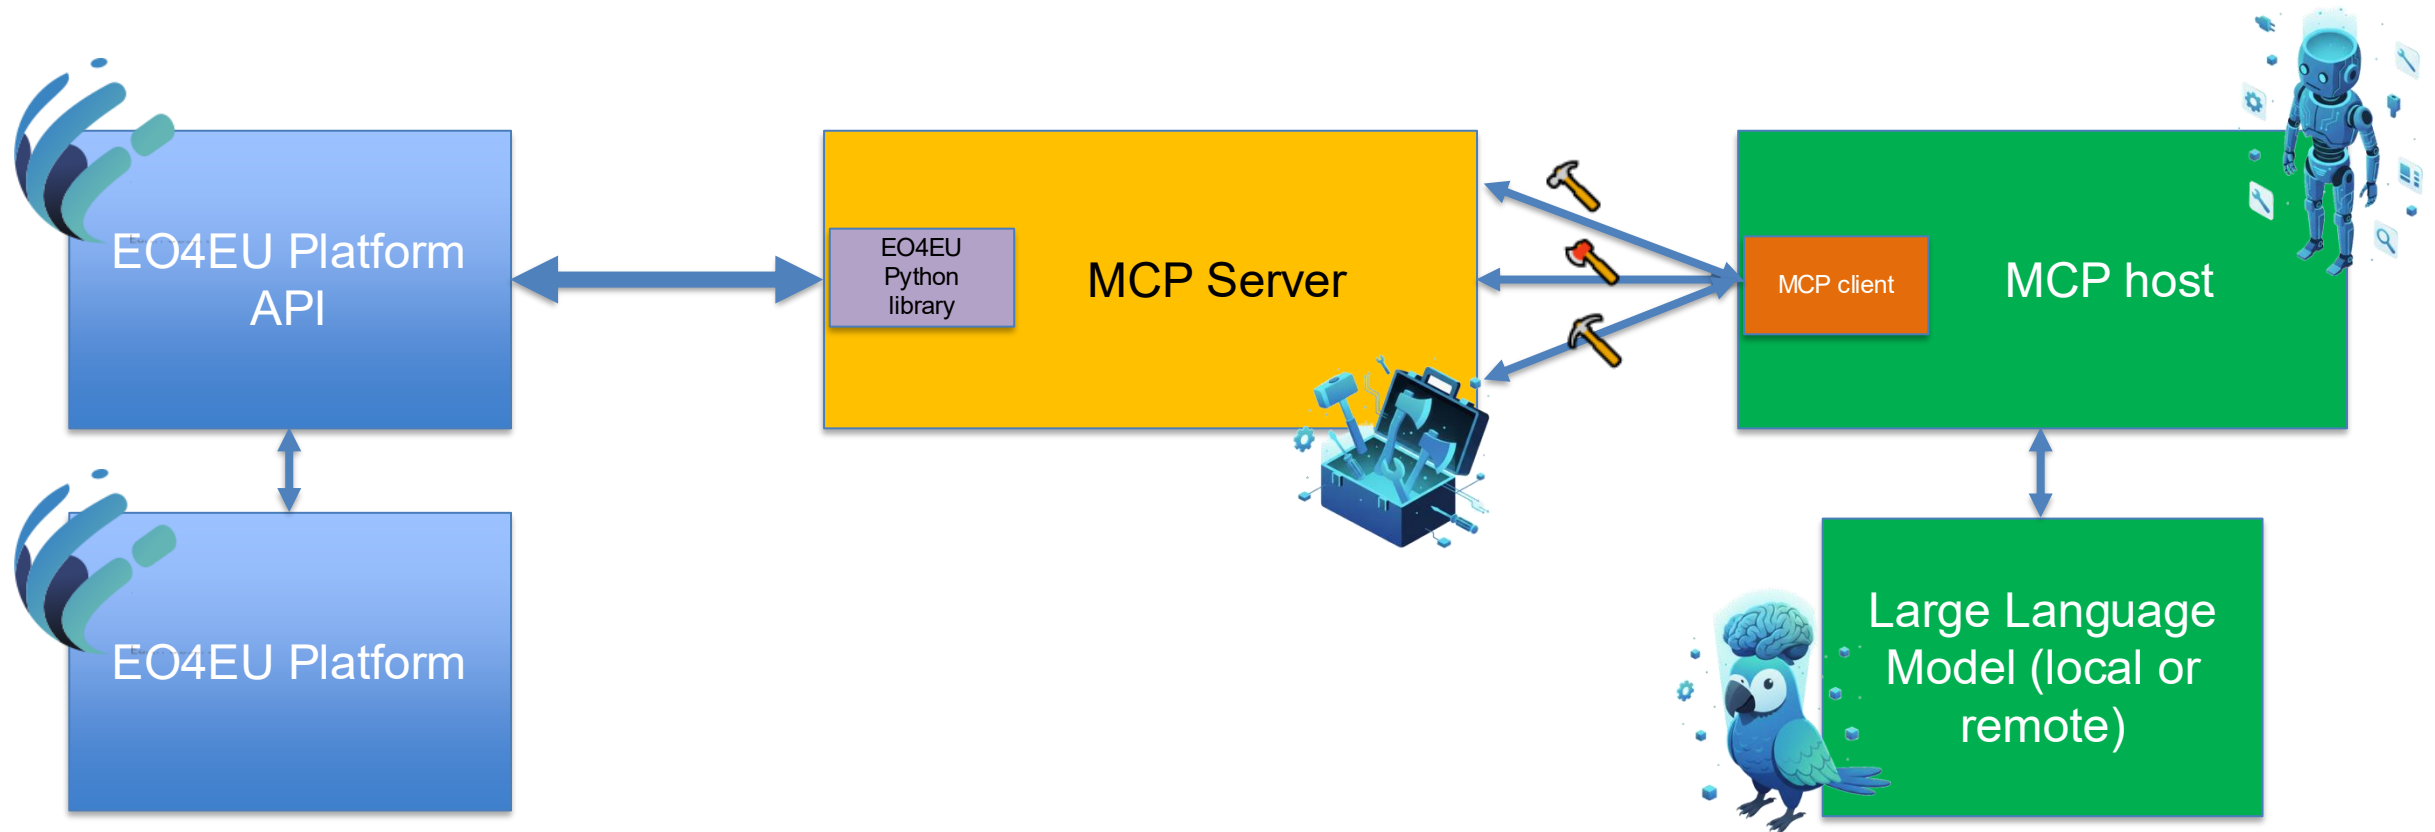 EO4EU Platform
API
EO4EU
Python
library
MCP Server
MCP client
MCP host
EO4EU Platform
Large Language
Model (local or
remote)